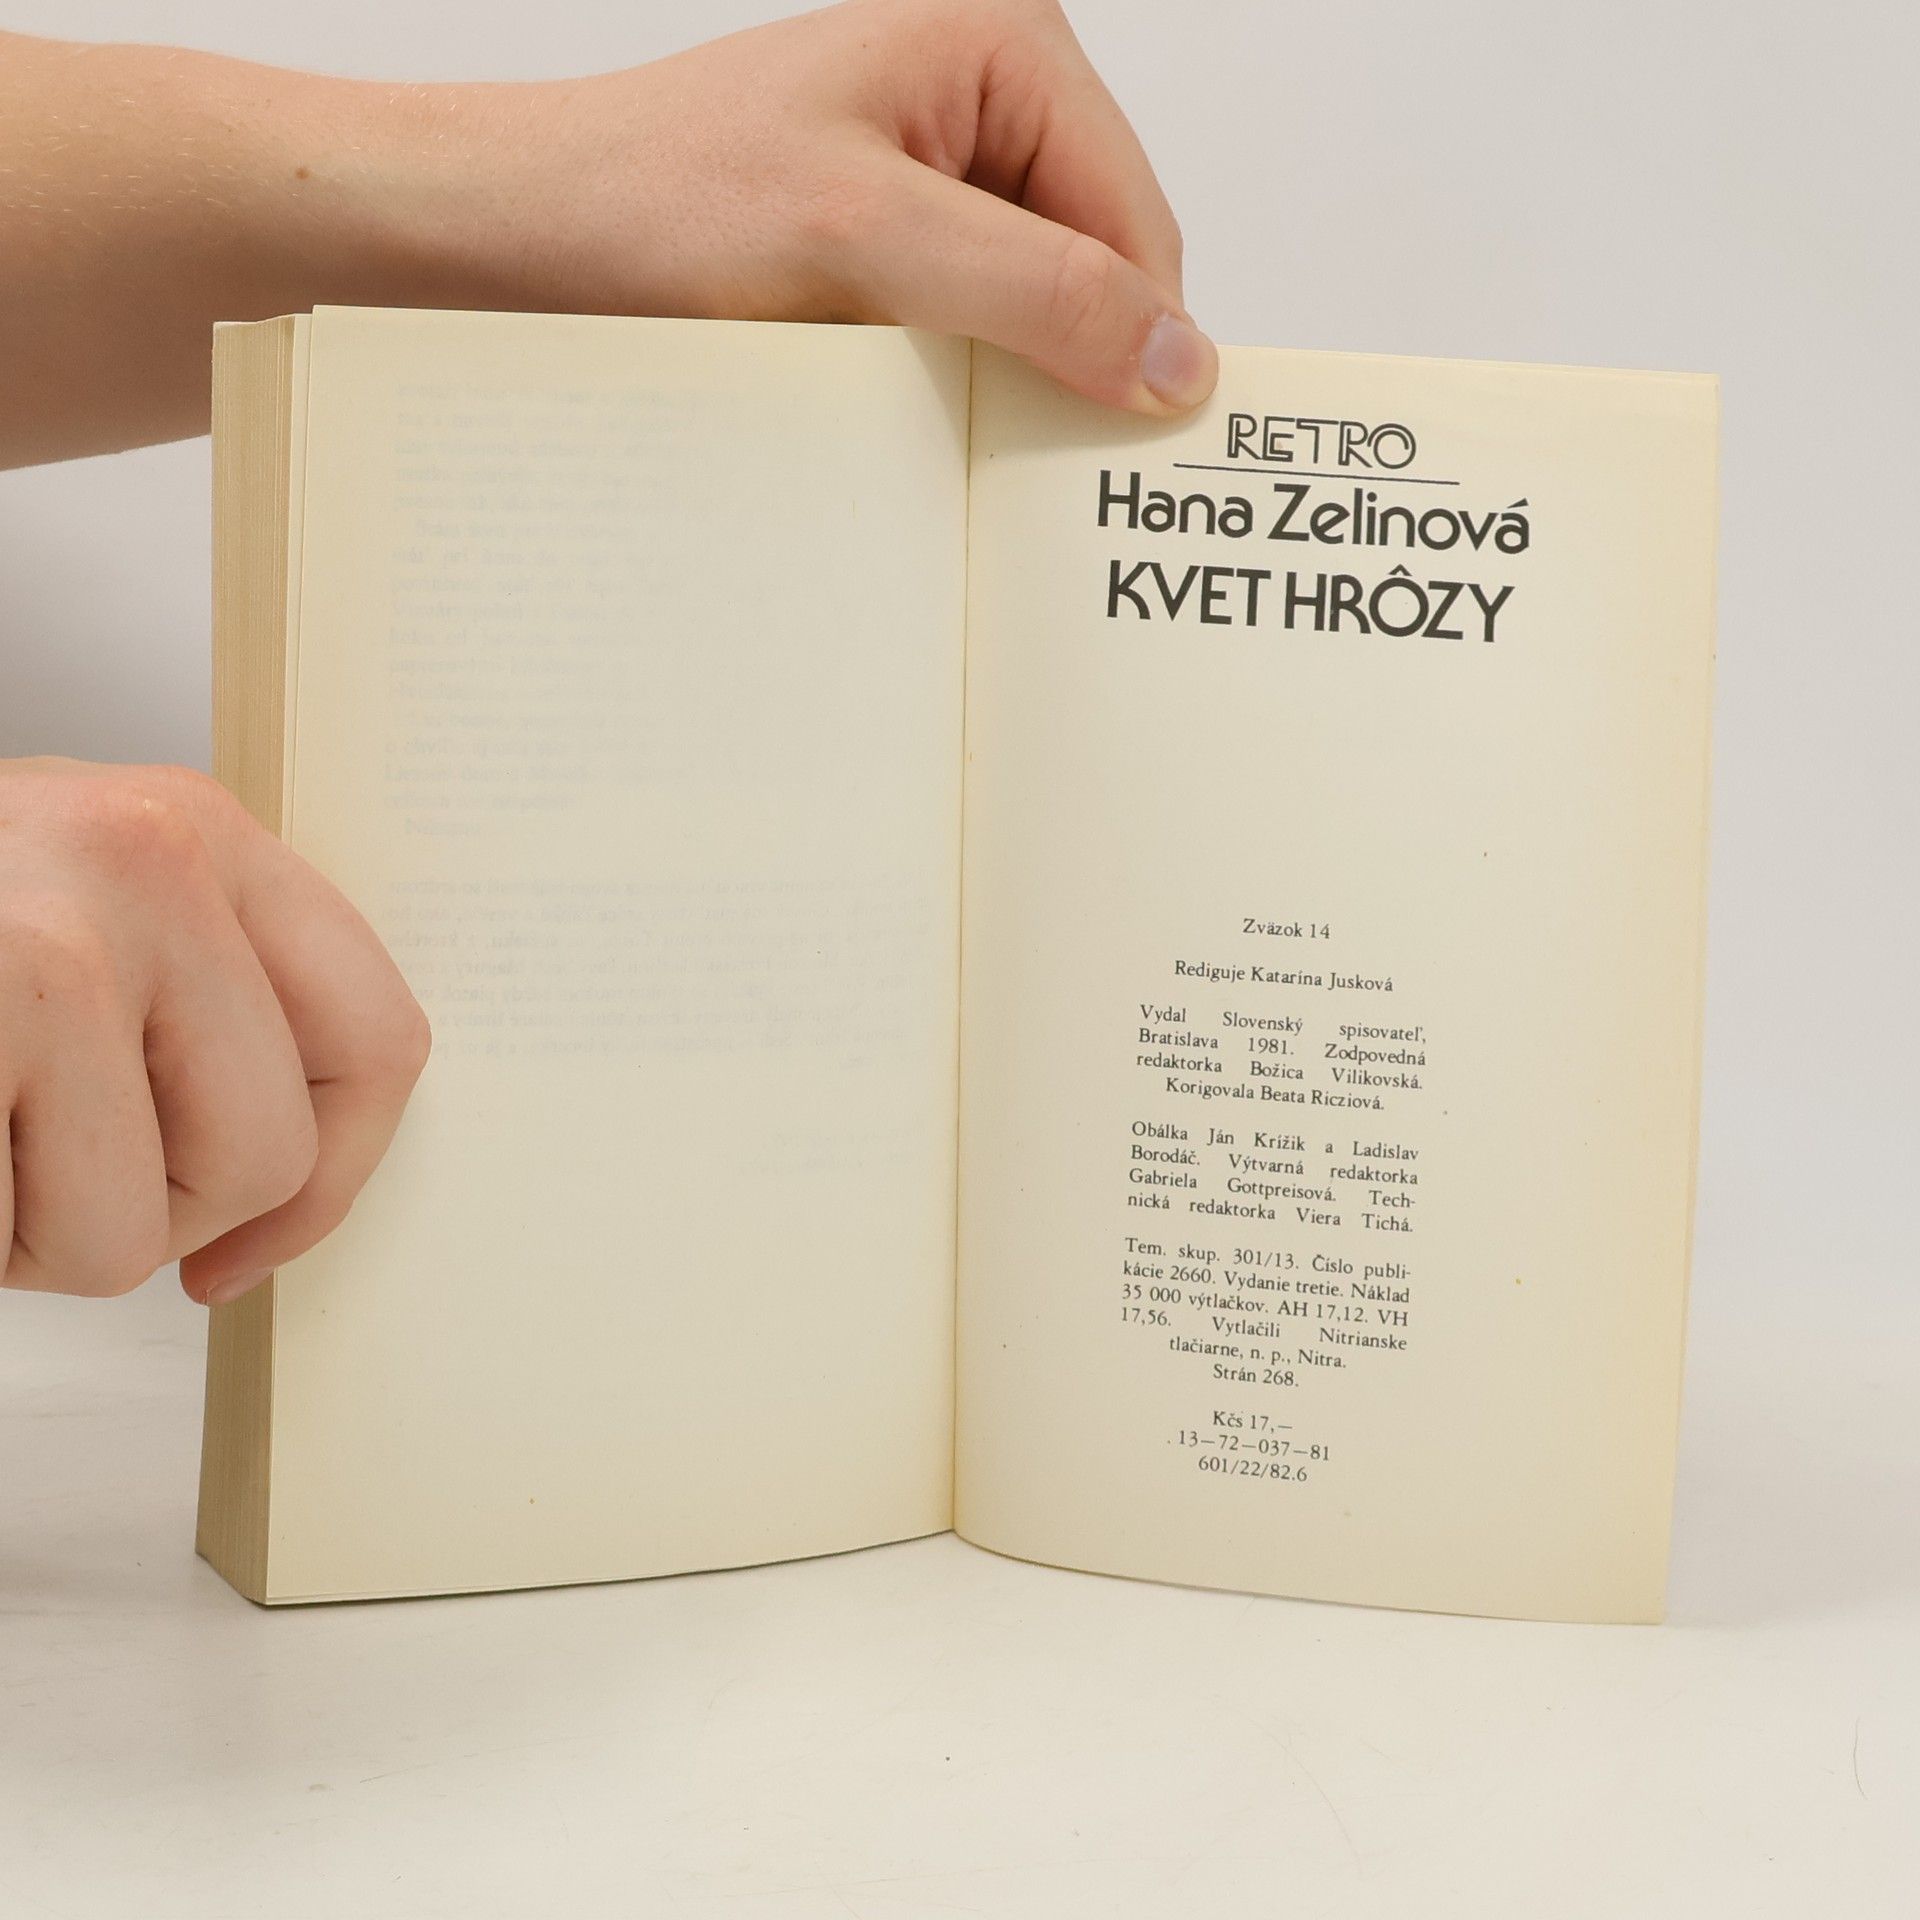 RETRO
Hana Zelinová
KVET HRÔZY
Zväzok 14
Rediguje Katarína Jusková
Vydal Slovenský spisovateľ,
Bratislava 1981. Zodpovedná
redaktorka Božica Vilikovská.
Korigovala Beata Ricziová.
Obálka Ján Krížik a Ladislav
Borodáč. Výtvarná redaktorka
Gabriela Gottpreisová. Tech-
nická redaktorka Viera Tichá.
Tem. skup. 301/13. Číslo publi-
kácie 2660. Vydanie tretie. Náklad
35 000 výtlačkov. AH 17,12. VH
17,56. Vytlačili Nitrianske
tlačiarne, n. p., Nitra.
Strán 268.
Kčs 17,—
13—72—037—81
601/22/82.6